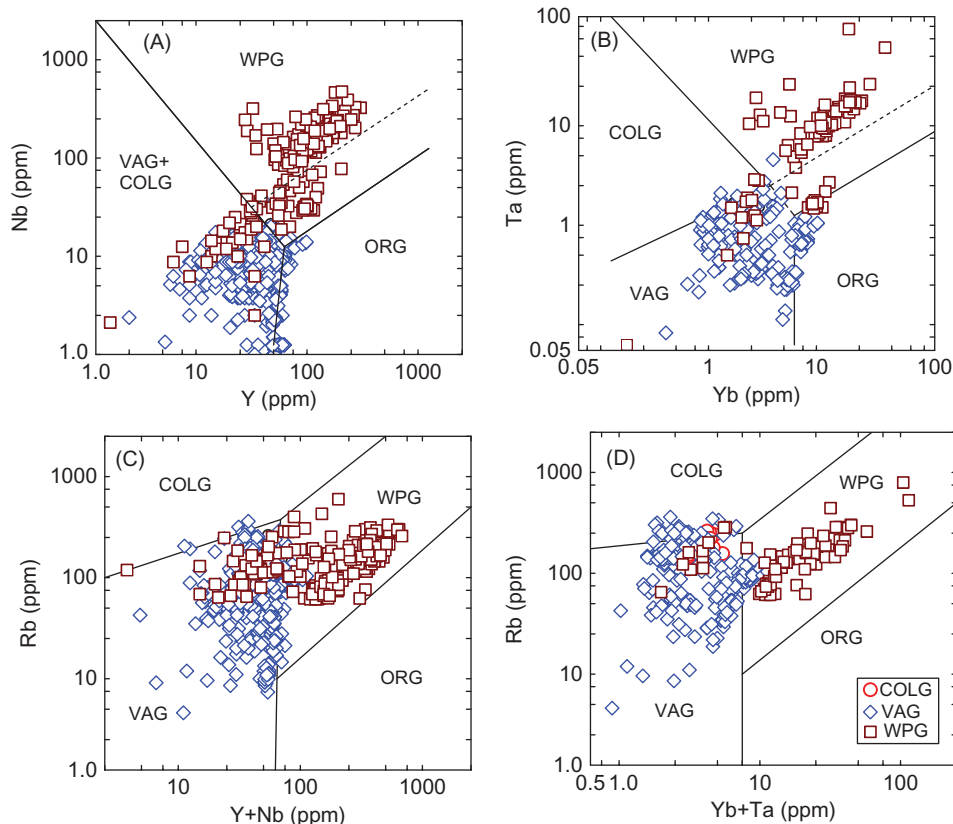 (A)
WPG
VAG+
COLG
ORG
Nb (ppm)
1000
100
10
1.0
1.0
10
100
1000
Y (ppm)
(B)
WPG
COLG
VAG
ORG
Ta (ppm)
100
10
1
0.05
0.05
1
10
100
Yb (ppm)
(C)
COLG
WPG
VAG
ORG
Rb (ppm)
1000
100
10
1.0
10
100
1000
Y+Nb (ppm)
(D)
COLG
WPG
ORG
VAG
Rb (ppm)
1000
100
10
1.0
0.5
1.0
10
100
Yb+Ta (ppm)
COLG
VAG
WPG